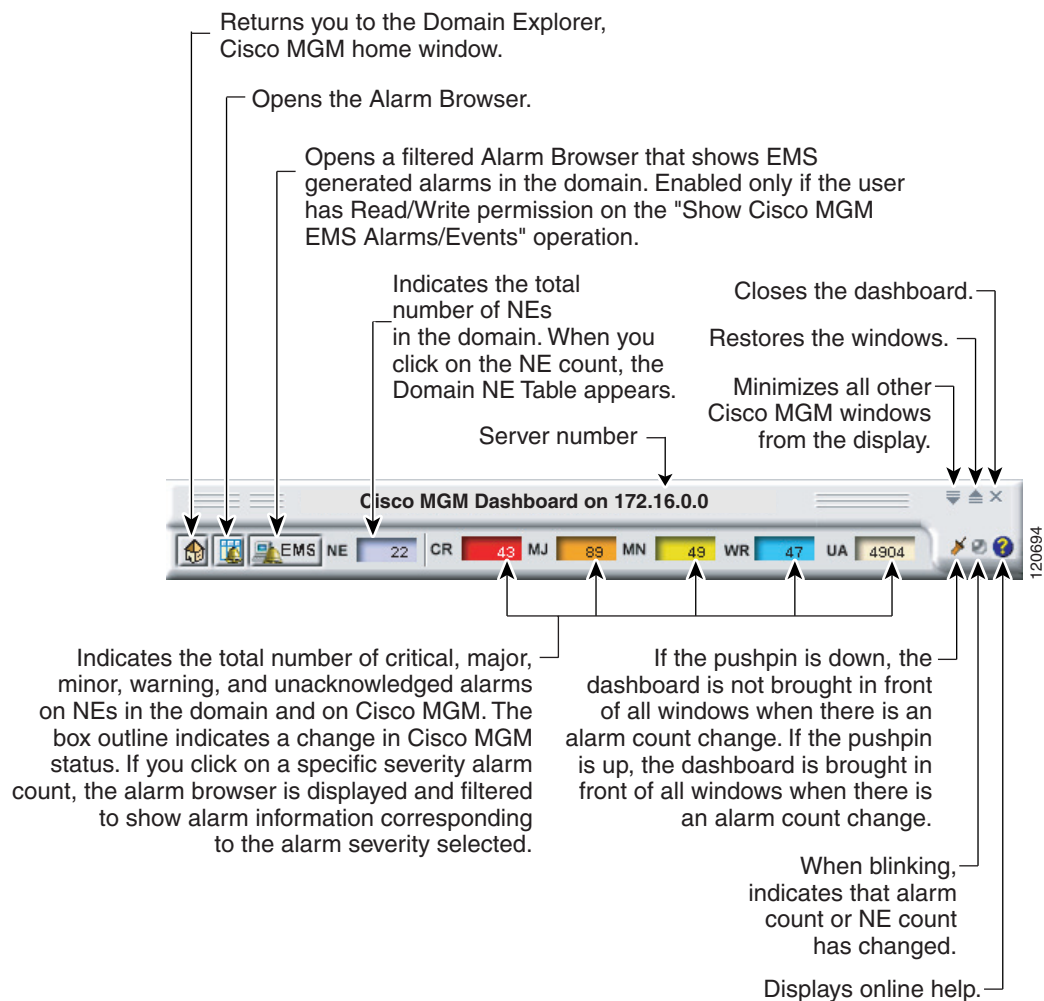 Returns you to the Domain Explorer,
Cisco MGM home window.
Opens the Alarm Browser.
Opens a filtered Alarm Browser that shows EMS
generated alarms in the domain. Enabled only if the user
has Read/Write permission on the "Show Cisco MGM
EMS Alarms/Events" operation.
Indicates the total
number of NEs
in the domain. When you
click on the NE count, the
Domain NE Table appears.
Closes the dashboard.
Restores the windows.
Minimizes all other
Cisco MGM windows
from the display.
Server number
Cisco MGM Dashboard on 172.16.0.0
EMS NE 22 CR 43 MJ 89 MN 49 WR 47 UA 4904
120694
Indicates the total number of critical, major,
minor, warning, and unacknowledged alarms
on NEs in the domain and on Cisco MGM. The
box outline indicates a change in Cisco MGM
status. If you click on a specific severity alarm
count, the alarm browser is displayed and filtered
to show alarm information corresponding
to the alarm severity selected.
If the pushpin is down, the
dashboard is not brought in front
of all windows when there is an
alarm count change. If the pushpin
is up, the dashboard is brought in
front of all windows when there is
an alarm count change.
When blinking,
indicates that alarm
count or NE count
has changed.
Displays online help.